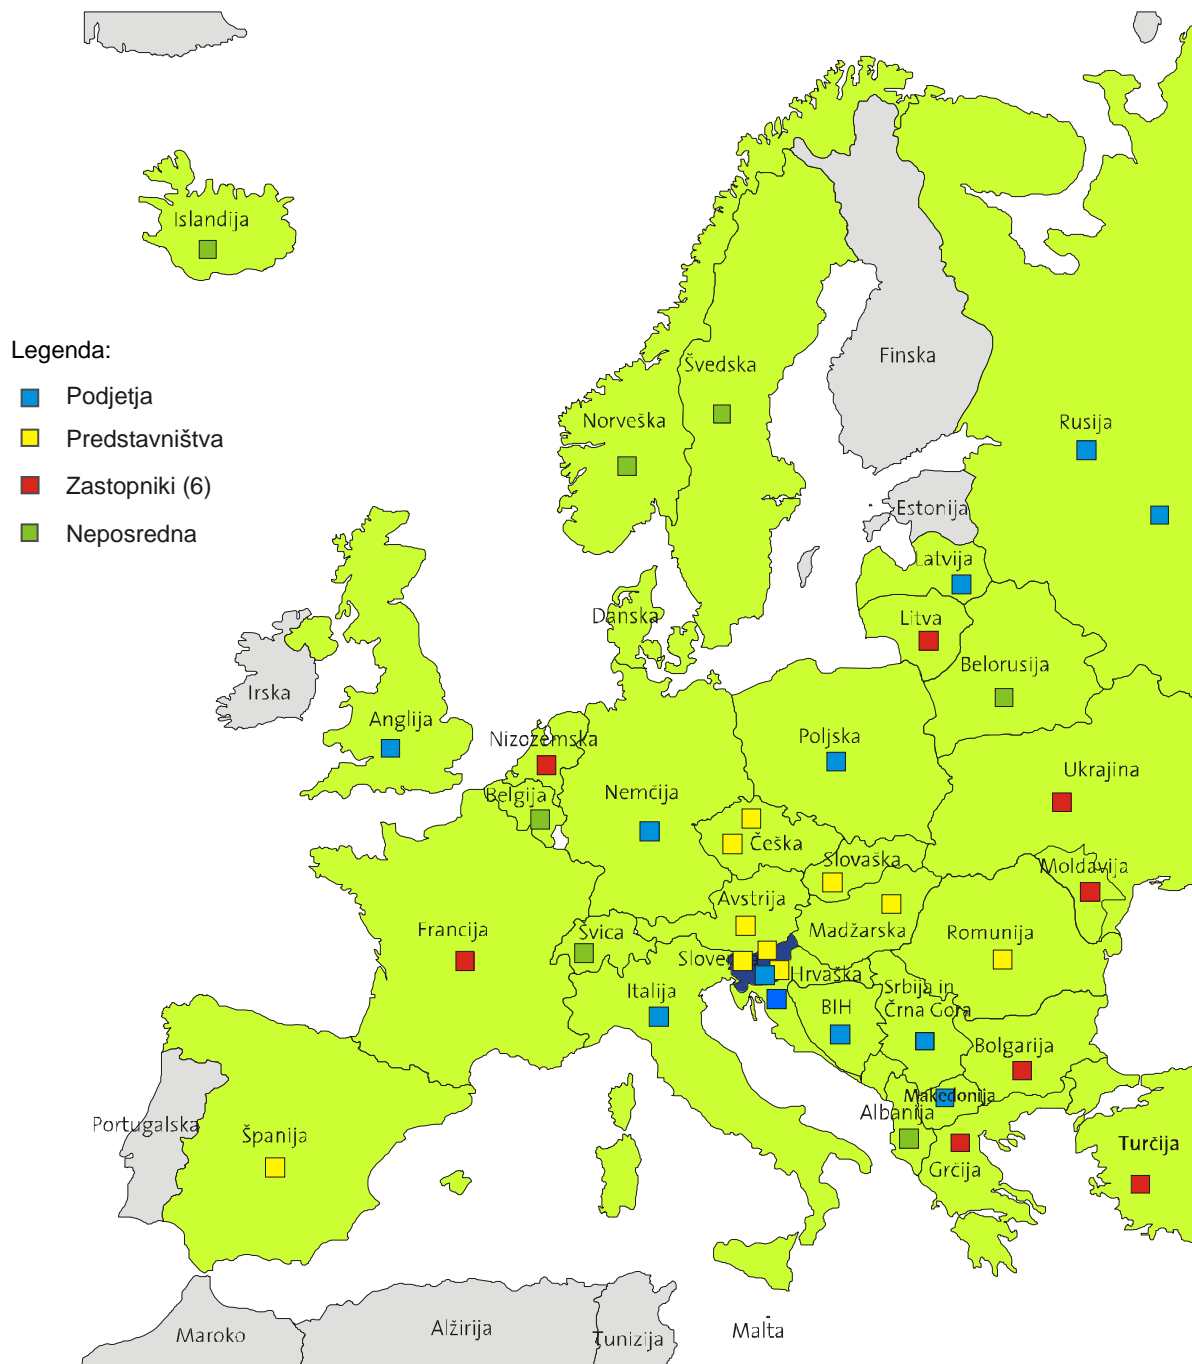 Islandija
Legenda:
Podjetja
Predstavništva
Zastopniki (6)
Neposredna
Finska
Švedska
Norveška
Rusija
Estonija
Latvija
Litva
Danska
Belorusija
Irska
Anglija
Nizozemska
Poljska
Ukrajina
Belgija
Nemčija
Češka
Slovaška
Moldavija
Avstrija
Francija
Švica
Madžarska
Romunija
Slove
Hrvaška
Italija
BIH
Srbija in
Črna Gora
Bolgarija
Makedonija
Albanija
Portugalska
Španija
Turčija
Grčija
Maroko
Alžirija
Tunizija
Malta